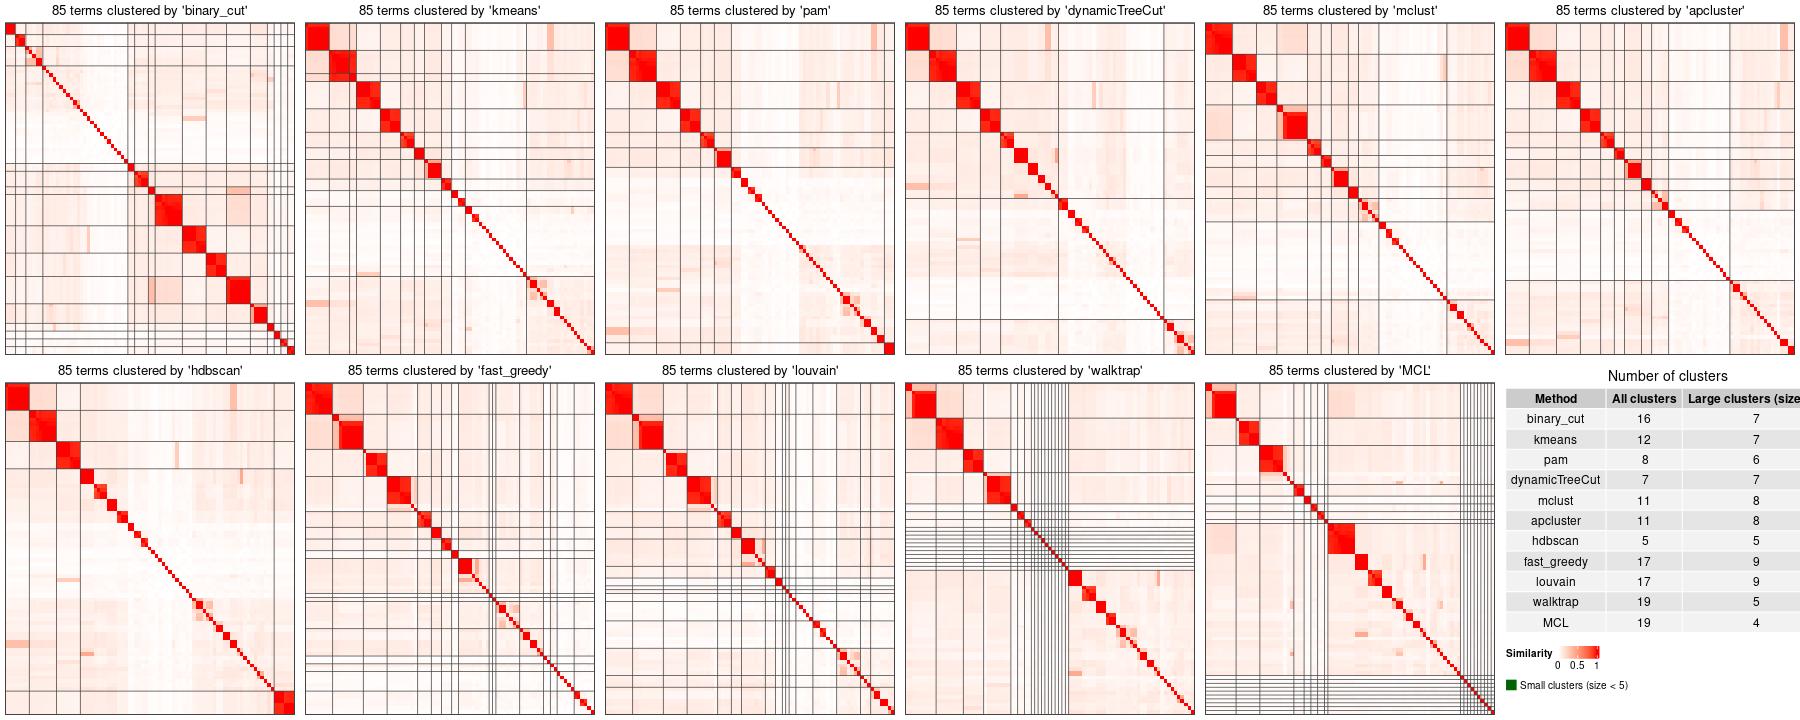 85 terms clustered by 'binary_cut'
85 terms clustered by 'kmeans'
85 terms clustered by 'pam'
85 terms clustered by 'dynamicTreeCut'
85 terms clustered by 'mclust'
85 terms clustered by 'apcluster'
85 terms clustered by 'hdbscan'
85 terms clustered by 'fast_greedy'
85 terms clustered by 'louvain'
85 terms clustered by 'walktrap'
85 terms clustered by 'MCL'
Number of clusters
Method All clusters Large clusters (size
binary_cut 16 7
kmeans 12 7
pam 8 6
dynamicTreeCut 7 7
mclust 11 8
apcluster 11 8
hdbscan 5 5
fast_greedy 17 9
louvain 17 9
walktrap 19 5
MCL 19 4
Similarity
0 0.5 1
Small clusters (size < 5)